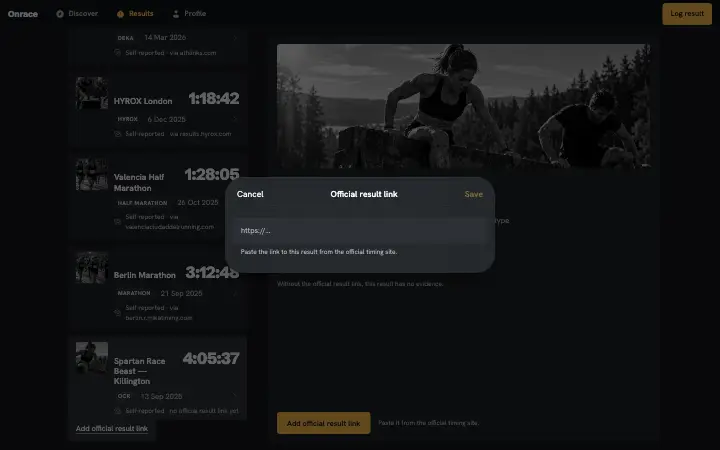 Onrace
Discover
Results
Profile
Log result
DEKA
14 Mar 2026
Self-reported · via athlinks.com
HYROX London
1:18:42
HYROX
6 Dec 2025
Self-reported · via results.hyrox.com
Valencia Half
Marathon
1:28:05
HALF MARATHON
26 Oct 2025
Self-reported · via
valenciaciudaddelrunning.com
Berlin Marathon
3:12:48
MARATHON
21 Sep 2025
Self-reported · via
Spartan Race
Beast —
Killington
4:05:37
OCR
13 Sep 2025
Self-reported · no official result link yet
Add official result link
Cancel
Official result link
Save
https://...
Paste the link to this result from the official timing site.
Without the official result link, this result has no evidence.
Add official result link
Paste it from the official timing site.